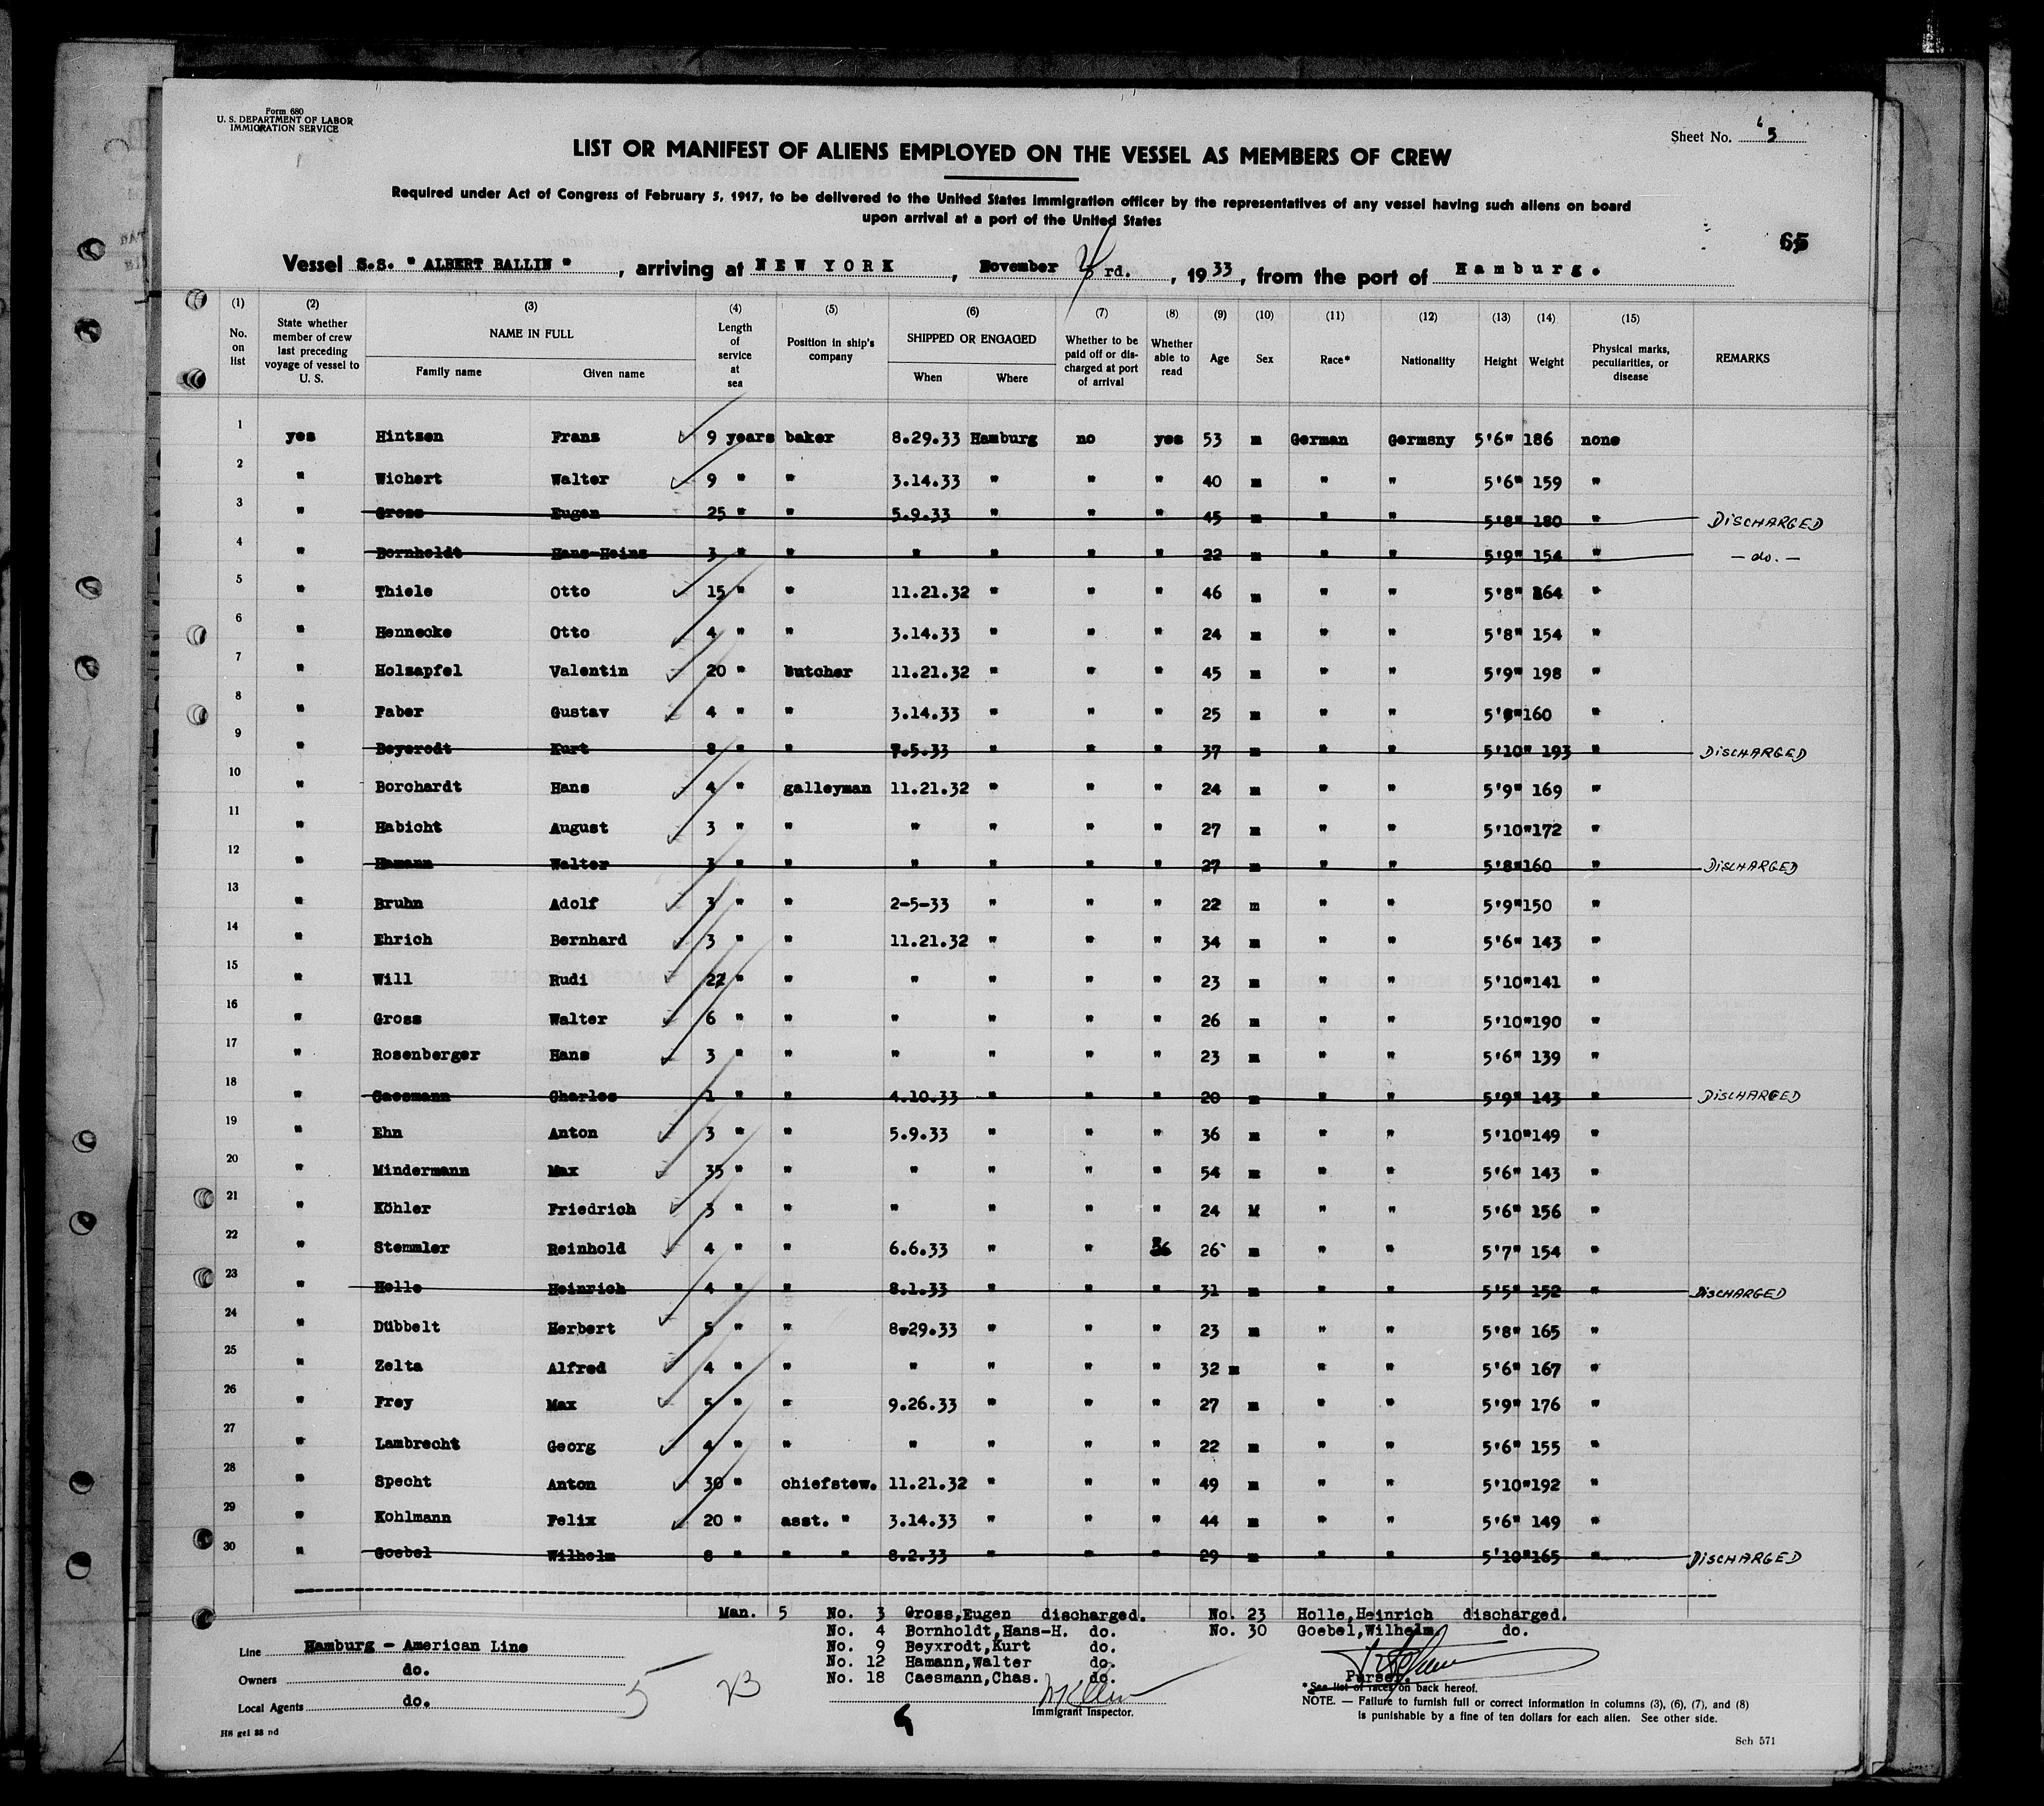 Form 680
U. S. DEPARTMENT OF LABOR
IMMIGRATION SERVICE
Sheet No. 5
LIST OR MANIFEST OF ALIENS EMPLOYED ON THE VESSEL AS MEMBERS OF CREW
Required under Act of Congress of February 5, 1917, to be delivered to the United States Immigration officer by the representatives of any vessel having such aliens on board
upon arrival at a port of the United States
65
Vessel S.S. " ALBERT BALLIN ", arriving at NEW YORK, November rd., 1933, from the port of Hamburg.
(1) (2) (3) (4) (5) (6) (7) (8) (9) (10) (11) (12) (13) (14) (15)
No. on list | State whether member of crew last preceding voyage of vessel to U. S. | NAME IN FULL Family name Given name | Length of service at sea | Position in ship's company | SHIPPED OR ENGAGED When Where | Whether to be paid off or dis- charged at port of arrival | Whether able to read | Age | Sex | Race* | Nationality | Height | Weight | Physical marks, peculiarities, or disease | REMARKS
1 yes Hintzen Franz 9 years baker 8.29.33 Hamburg no yes 53 m German Germany 5'6" 186 none
2 " Wichert Walter 9 " " 3.14.33 " " " 40 m " " 5'6" 159 "
3 " Gross Eugen 25 " " 5.9.33 " " " 45 m " " 5'8" 180 " DISCHARGED
4 " Bornholdt Hans-Heinz 3 " " " " " " 22 m " " 5'9" 154 " - do. -
5 " Thiele Otto 15 " " 11.21.32 " " " 46 m " " 5'8" 264 "
6 " Hennecke Otto 4 " " 3.14.33 " " " 24 m " " 5'8" 154 "
7 " Holzapfel Valentin 20 " butcher 11.21.32 " " " 45 m " " 5'9" 198 "
8 " Faber Gustav 4 " " 3.14.33 " " " 25 m " " 5'8" 160 "
9 " Beyerodt Kurt 8 " " 7.5.33 " " " 37 m " " 5'10" 193 " DISCHARGED
10 " Borchardt Hans 4 " galleyman 11.21.32 " " " 24 m " " 5'9" 169 "
11 " Habicht August 3 " " " " " " 27 m " " 5'10" 172 "
12 " Hamann Walter 3 " " " " " " 27 m " " 5'8" 160 " DISCHARGED
13 " Bruhn Adolf 3 " " 2-5-33 " " " 22 m " " 5'9" 150 "
14 " Ehrich Bernhard 3 " " 11.21.32 " " " 34 m " " 5'6" 143 "
15 " Will Rudi 22 " " " " " " 23 m " " 5'10" 141 "
16 " Gross Walter 6 " " " " " " 26 m " " 5'10" 190 "
17 " Rosenberger Hans 3 " " " " " " 23 m " " 5'6" 139 "
18 " Caesmann Charles 1 " " 4.10.33 " " " 20 m " " 5'9" 143 " DISCHARGED
19 " Ehn Anton 3 " " 5.9.33 " " " 36 m " " 5'10" 149 "
20 " Mindermann Max 35 " " " " " " 54 m " " 5'6" 143 "
21 " Köhler Friedrich 3 " " " " " " 24 M " " 5'6" 156 "
22 " Stemmler Reinhold 4 " " 6.6.33 " " 26 m " " 5'7" 154 "
23 " Holle Heinrich 4 " " 8.1.33 " " " 31 m " " 5'5" 152 " DISCHARGED
24 " Dübbelt Herbert 5 " " 8.29.33 " " " 23 m " " 5'8" 165 "
25 " Zelta Alfred 4 " " " " " " 32 m " " 5'6" 167 "
26 " Frey Max 5 " " 9.26.33 " " " 27 m " " 5'9" 176 "
27 " Lambrecht Georg 4 " " " " " " 22 m " " 5'6" 155 "
28 " Specht Anton 30 " chiefstew. 11.21.32 " " " 49 m " " 5'10" 192 "
29 " Kohlmann Felix 20 " asst. " 3.14.33 " " " 44 m " " 5'6" 149 "
30 " Goebel Wilhelm 8 " " " 8.2.33 " " " 29 m " " 5'10" 165 " DISCHARGED
Man. 5 No. 3 Gross,Eugen discharged. No. 23 Holle,Heinrich discharged.
No. 4 Bornholdt,Hans-H. do. No. 30 Goebel,Wilhelm. do.
No. 9 Beyxrodt,Kurt do.
No. 12 Hamann,Walter do.
No. 18 Caesmann,Chas. do.
Line Hamburg - American Line
Owners do.
Local Agents do.
5 23
Immigrant Inspector.
Purser.
*See list of races on back hereof.
NOTE. — Failure to furnish full or correct information in columns (3), (6), (7), and (8)
is punishable by a fine of ten dollars for each alien. See other side.
Sch 571